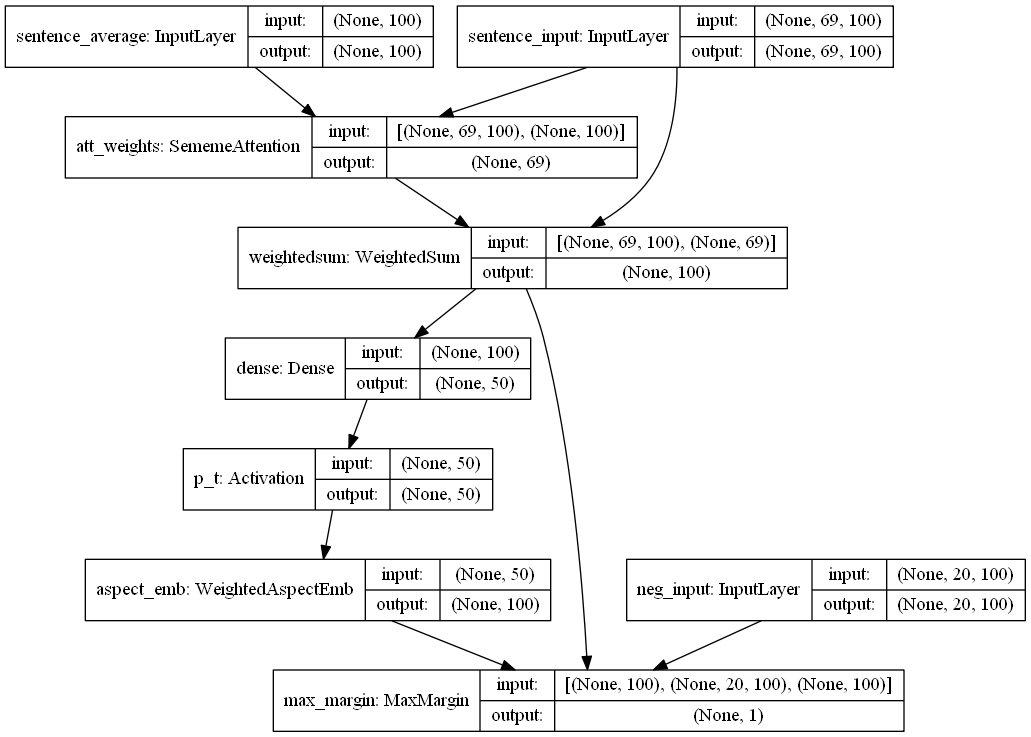 sentence_average: InputLayer
input: (None, 100)
output: (None, 100)
sentence_input: InputLayer
input: (None, 69, 100)
output: (None, 69, 100)
att_weights: SememeAttention
input: [(None, 69, 100), (None, 100)]
output: (None, 69)
weightedsum: WeightedSum
input: [(None, 69, 100), (None, 69)]
output: (None, 100)
dense: Dense
input: (None, 100)
output: (None, 50)
p_t: Activation
input: (None, 50)
output: (None, 50)
aspect_emb: WeightedAspectEmb
input: (None, 50)
output: (None, 100)
neg_input: InputLayer
input: (None, 20, 100)
output: (None, 20, 100)
max_margin: MaxMargin
input: [(None, 100), (None, 20, 100), (None, 100)]
output: (None, 1)